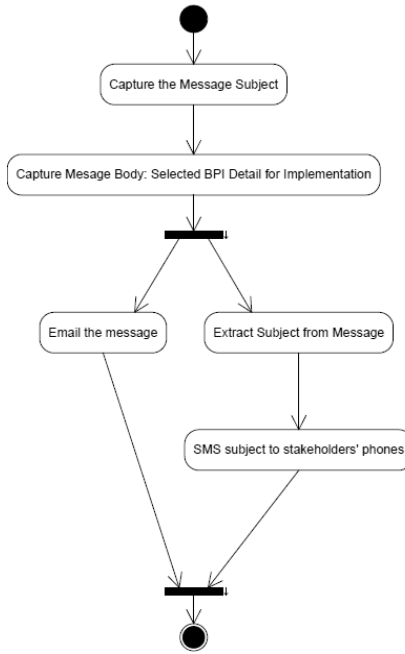 Capture the Message Subject
Capture Mesage Body: Selected BPI Detail for Implementation
Email the message
Extract Subject from Message
SMS subject to stakeholders' phones